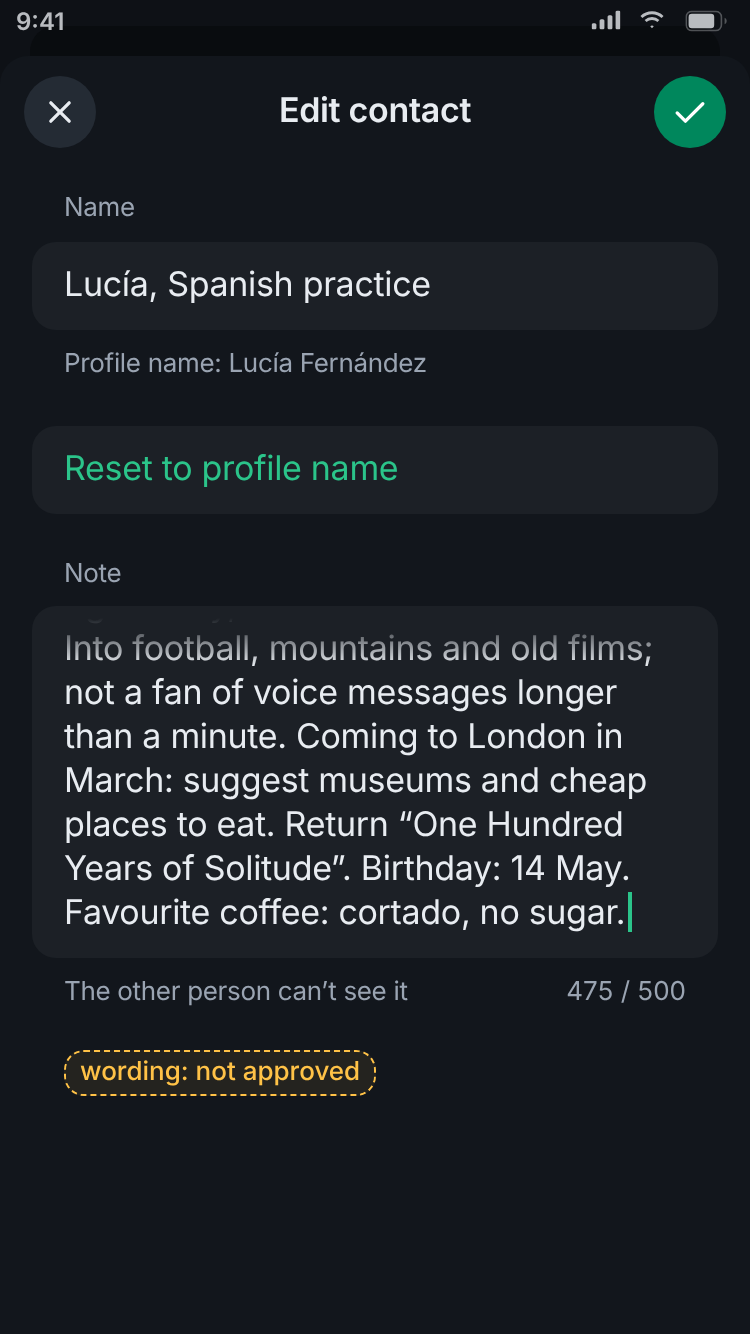 9:41
Edit contact
Name
Lucía, Spanish practice
Profile name: Lucía Fernández
Reset to profile name
Note
Into football, mountains and old films;
not a fan of voice messages longer
than a minute. Coming to London in
March: suggest museums and cheap
places to eat. Return “One Hundred
Years of Solitude”. Birthday: 14 May.
Favourite coffee: cortado, no sugar.
The other person can’t see it
475 / 500
wording: not approved